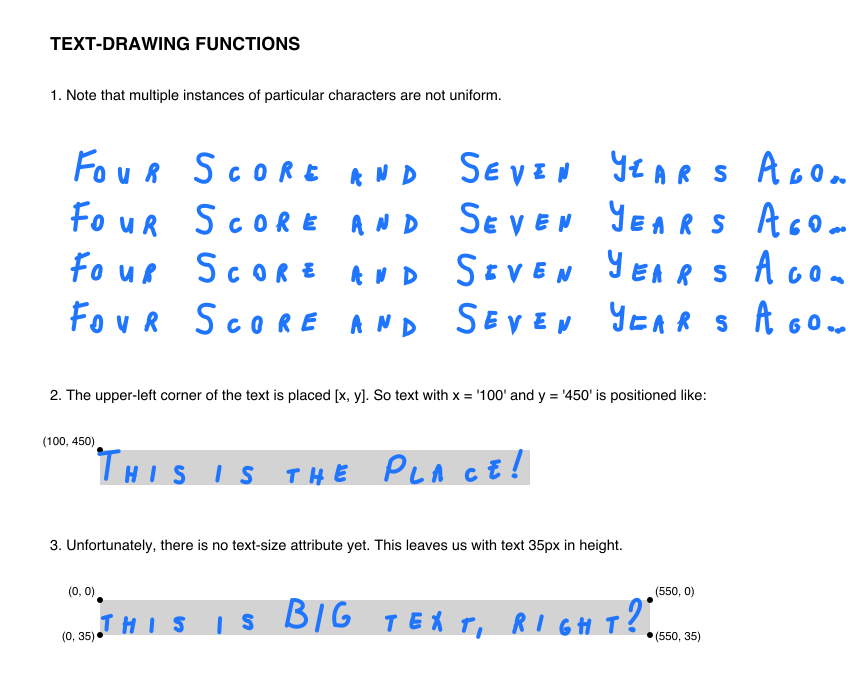 TEXT-DRAWING FUNCTIONS
1. Note that multiple instances of particular characters are not uniform.
FOUR SCORE AND SEVEN YEARS AGO...
FOUR SCORE AND SEVEN YEARS AGO...
FOUR SCORE AND SEVEN YEARS AGO...
FOUR SCORE AND SEVEN YEARS AGO...
2. The upper-left corner of the text is placed [x, y]. So text with x = '100' and y = '450' is positioned like:
(100, 450)
THIS IS THE PLACE!
3. Unfortunately, there is no text-size attribute yet. This leaves us with text 35px in height.
(0, 0) (550, 0)
THIS IS BIG TEXT, RIGHT?
(0, 35) (550, 35)